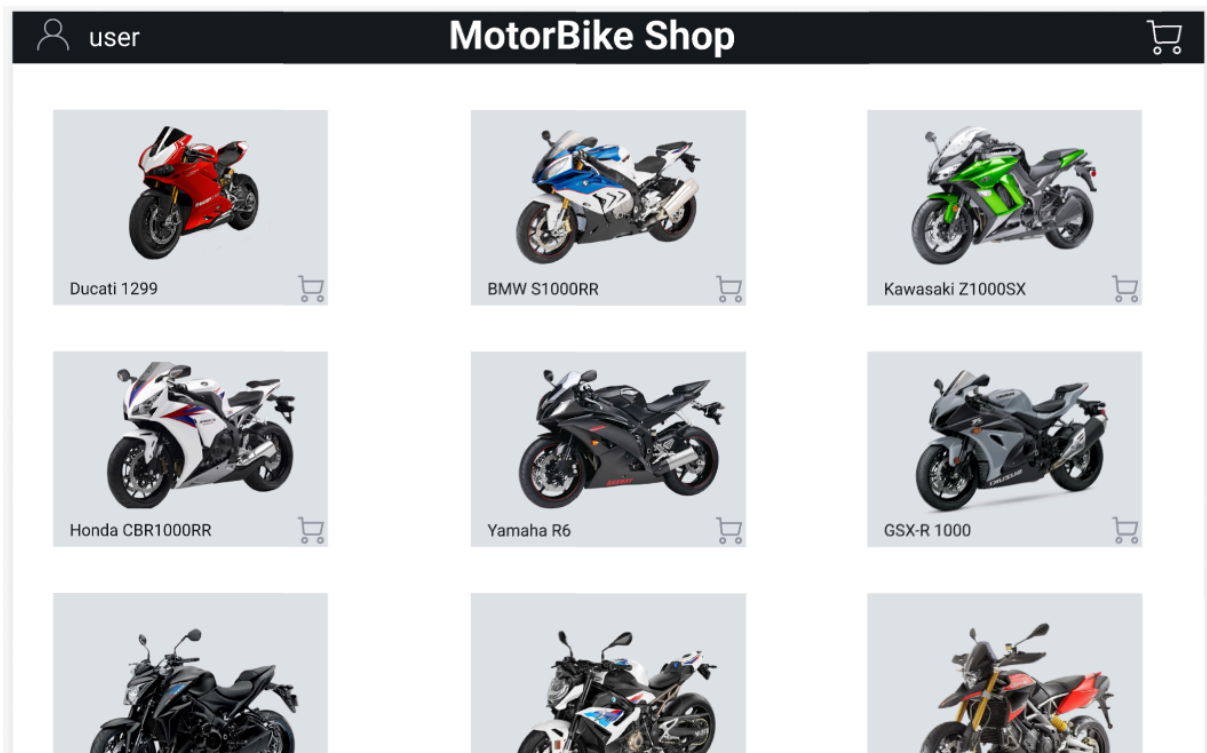 user
MotorBike Shop
Ducati 1299
BMW S1000RR
Kawasaki Z1000SX
Honda CBR1000RR
Yamaha R6
GSX-R 1000